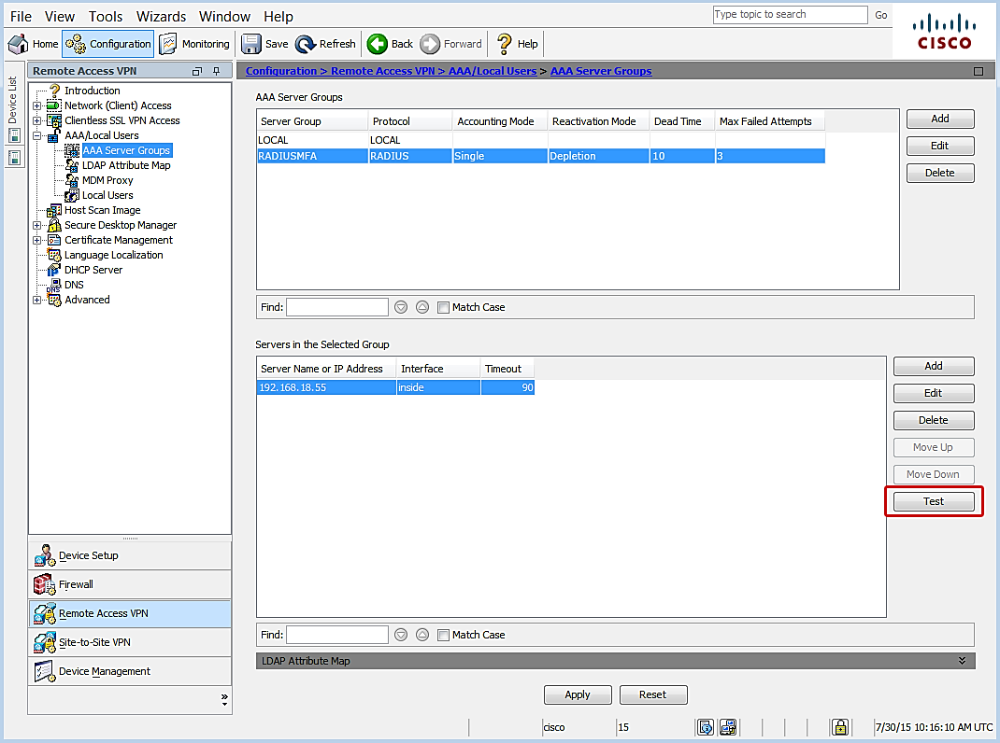 File View Tools Wizards Window Help
Type type to search Go
Home Configuration Monitoring Save Refresh Back Forward Help
CISCO
Device List
Remote Access VPN
Introduction
Network (Client) Access
Clientless SSL VPN Access
AAA/Local Users
AAA Server Groups
LDAP Attribute Map
MDM Proxy
Local Users
Host Scan Image
Secure Desktop Manager
Certificate Management
Language Localization
DHCP Server
DNS
DNS
Advanced
Device Setup
Firewall
Remote Access VPN
Site-to-Site VPN
Device Management
Configuration > Remote Access VPN > AAA/Local Users > AAA Server Groups
AAA Server Groups
Server Group Protocol Accounting Mode Reactivation Mode Dead Time Max Failed Attempts
LOCAL LOCAL
RADIUSMFA RADIUS Single Depletion 10 3
Add
Edit
Delete
Find: Match Case
Servers in the Selected Group
Server Name or IP Address Interface Timeout
192.168.18.55 inside 90
Add
Edit
Delete
Move Up
Move Down
Test
Find: Match Case
LDAP Attribute Map
Apply Reset
cisco 15 7/30/15 10:16:10 AM UTC